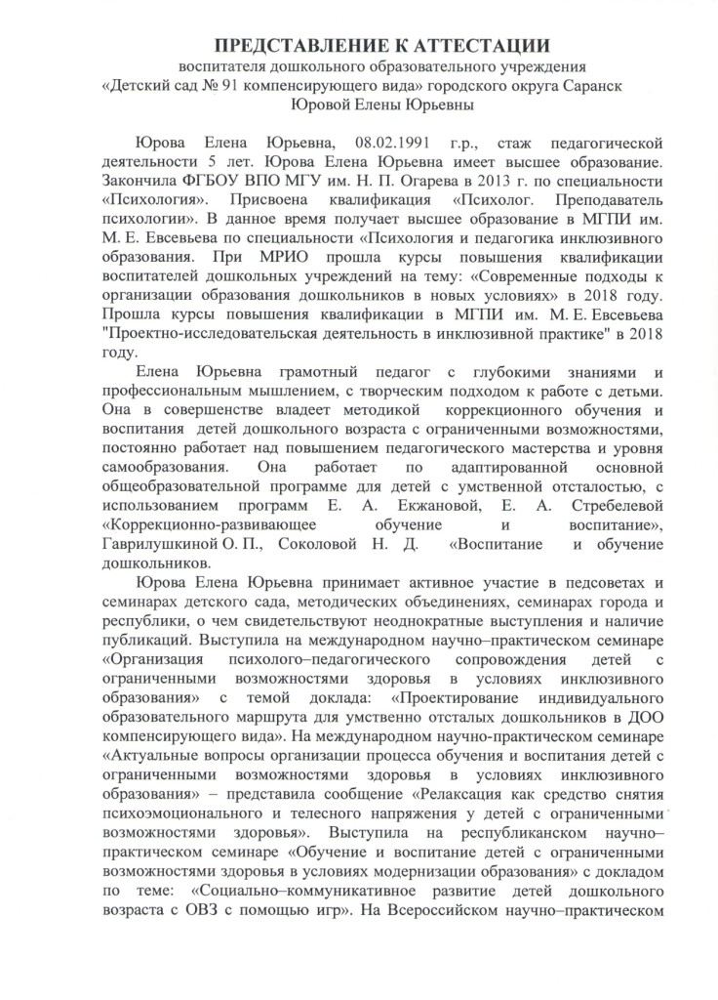 ПРЕДСТАВЛЕНИЕ К АТТЕСТАЦИИ
воспитателя дошкольного образовательного учреждения
«Детский сад № 91 компенсирующего вида» городского округа Саранск
Юровой Елены Юрьевны
Юрова Елена Юрьевна, 08.02.1991 г.р., стаж педагогической
деятельности 5 лет. Юрова Елена Юрьевна имеет высшее образование.
Закончила ФГБОУ ВПО МГУ им. Н. П. Огарева в 2013 г. по специальности
«Психология». Присвоена квалификация «Психолог. Преподаватель
психологии». В данное время получает высшее образование в МГПИ им.
М. Е. Евсевьева по специальности «Психология и педагогика инклюзивного
образования. При МРИО прошла курсы повышения квалификации
воспитателей дошкольных учреждений на тему: «Современные подходы к
организации образования дошкольников в новых условиях» в 2018 году.
Прошла курсы повышения квалификации в МГПИ им. М. Е. Евсевьева
"Проектно-исследовательская деятельность в инклюзивной практике" в 2018
году.
Елена Юрьевна грамотный педагог с глубокими знаниями и
профессиональным мышлением, с творческим подходом к работе с детьми.
Она в совершенстве владеет методикой коррекционного обучения и
воспитания детей дошкольного возраста с ограниченными возможностями,
постоянно работает над повышением педагогического мастерства и уровня
самообразования. Она работает по адаптированной основной
общеобразовательной программе для детей с умственной отсталостью, с
использованием программ Е. А. Екжановой, Е. А. Стребелевой
«Коррекционно-развивающее обучение и воспитание»,
Гаврилушкиной О. П., Соколовой Н. Д. «Воспитание и обучение
дошкольников.
Юрова Елена Юрьевна принимает активное участие в педсоветах и
семинарах детского сада, методических объединениях, семинарах города и
республики, о чем свидетельствуют неоднократные выступления и наличие
публикаций. Выступила на международном научно–практическом семинаре
«Организация психолого–педагогического сопровождения детей с
ограниченными возможностями здоровья в условиях инклюзивного
образования» с темой доклада: «Проектирование индивидуального
образовательного маршрута для умственно отсталых дошкольников в ДОО
компенсирующего вида». На международном научно-практическом семинаре
«Актуальные вопросы организации процесса обучения и воспитания детей с
ограниченными возможностями здоровья в условиях инклюзивного
образования» – представила сообщение «Релаксация как средство снятия
психоэмоционального и телесного напряжения у детей с ограниченными
возможностями здоровья». Выступила на республиканском научно–
практическом семинаре «Обучение и воспитание детей с ограниченными
возможностями здоровья в условиях модернизации образования» с докладом
по теме: «Социально–коммуникативное развитие детей дошкольного
возраста с ОВЗ с помощью игр». На Всероссийском научно–практическом